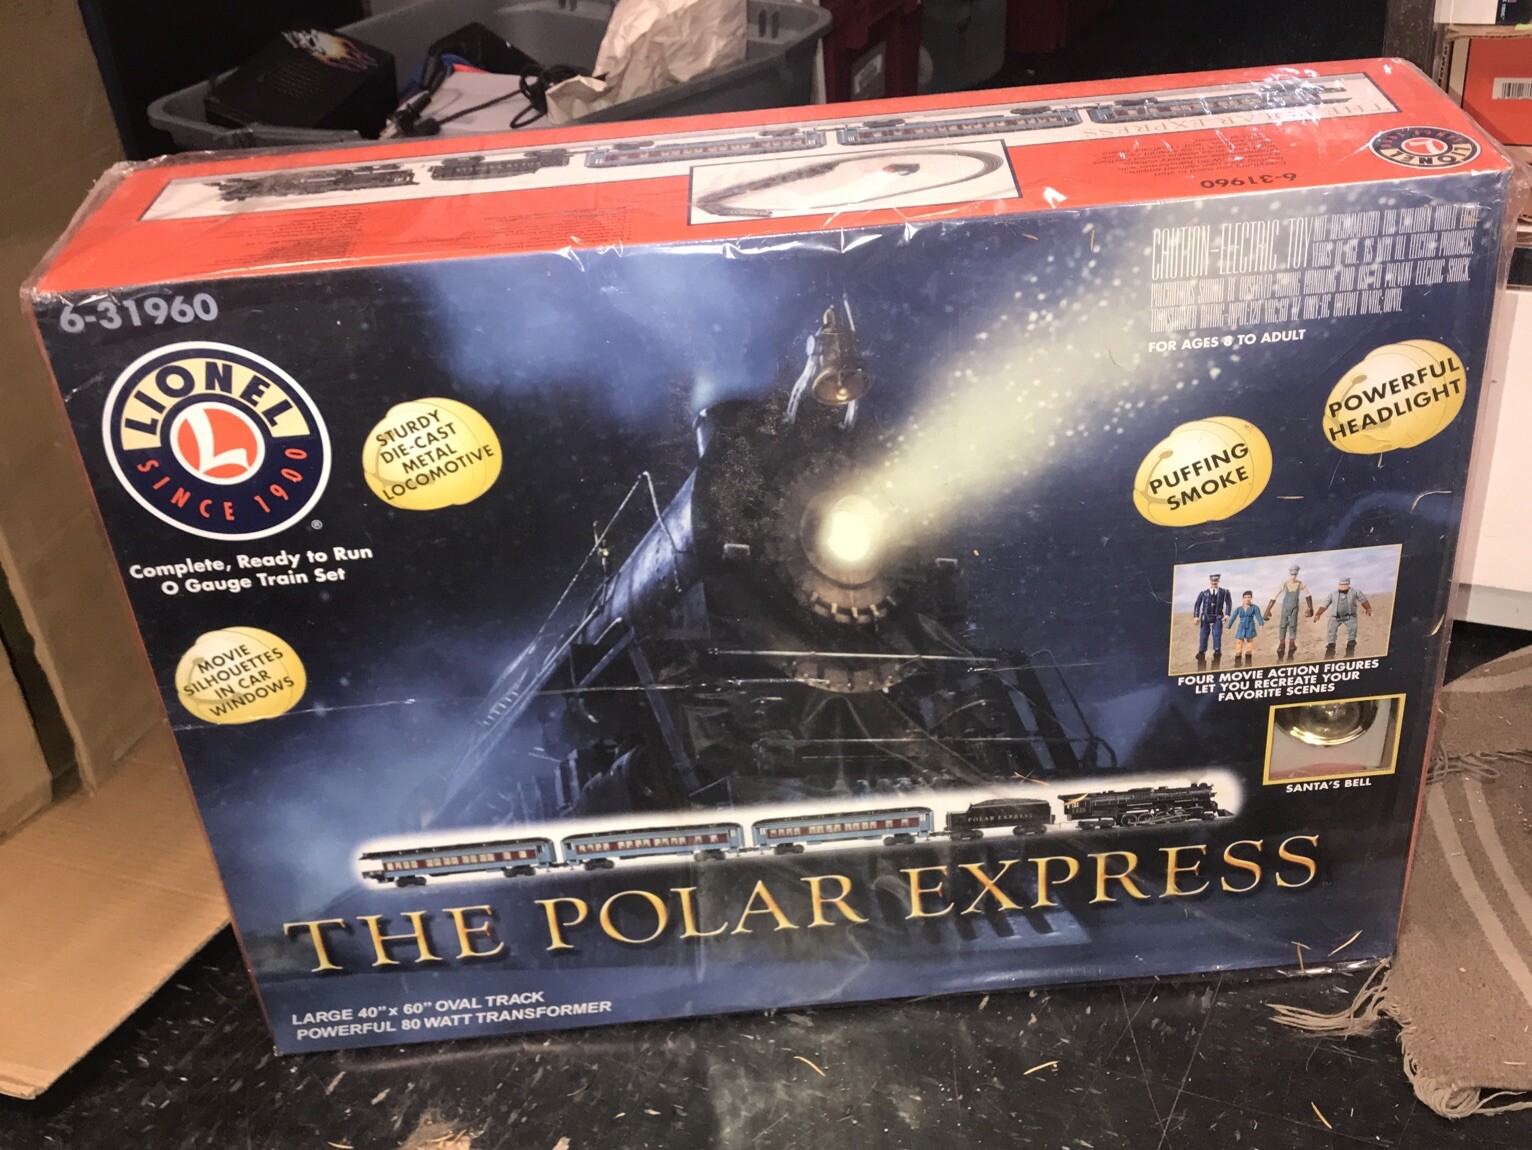 THE POLAR EXPRESS
LIONEL
6-31960
6-31960
LIONEL
SINCE 1900
®
Complete, Ready to Run
O Gauge Train Set
STURDY
DIE-CAST
METAL
LOCOMOTIVE
MOVIE
SILHOUETTES
IN CAR
WINDOWS
CAUTION-ELECTRIC TOY
FOR AGES 8 TO ADULT
POWERFUL
HEADLIGHT
PUFFING
SMOKE
FOUR MOVIE ACTION FIGURES
LET YOU RECREATE YOUR
FAVORITE SCENES
SANTA'S BELL
POLAR EXPRESS
THE POLAR EXPRESS
LARGE 40" x 60" OVAL TRACK
POWERFUL 80 WATT TRANSFORMER